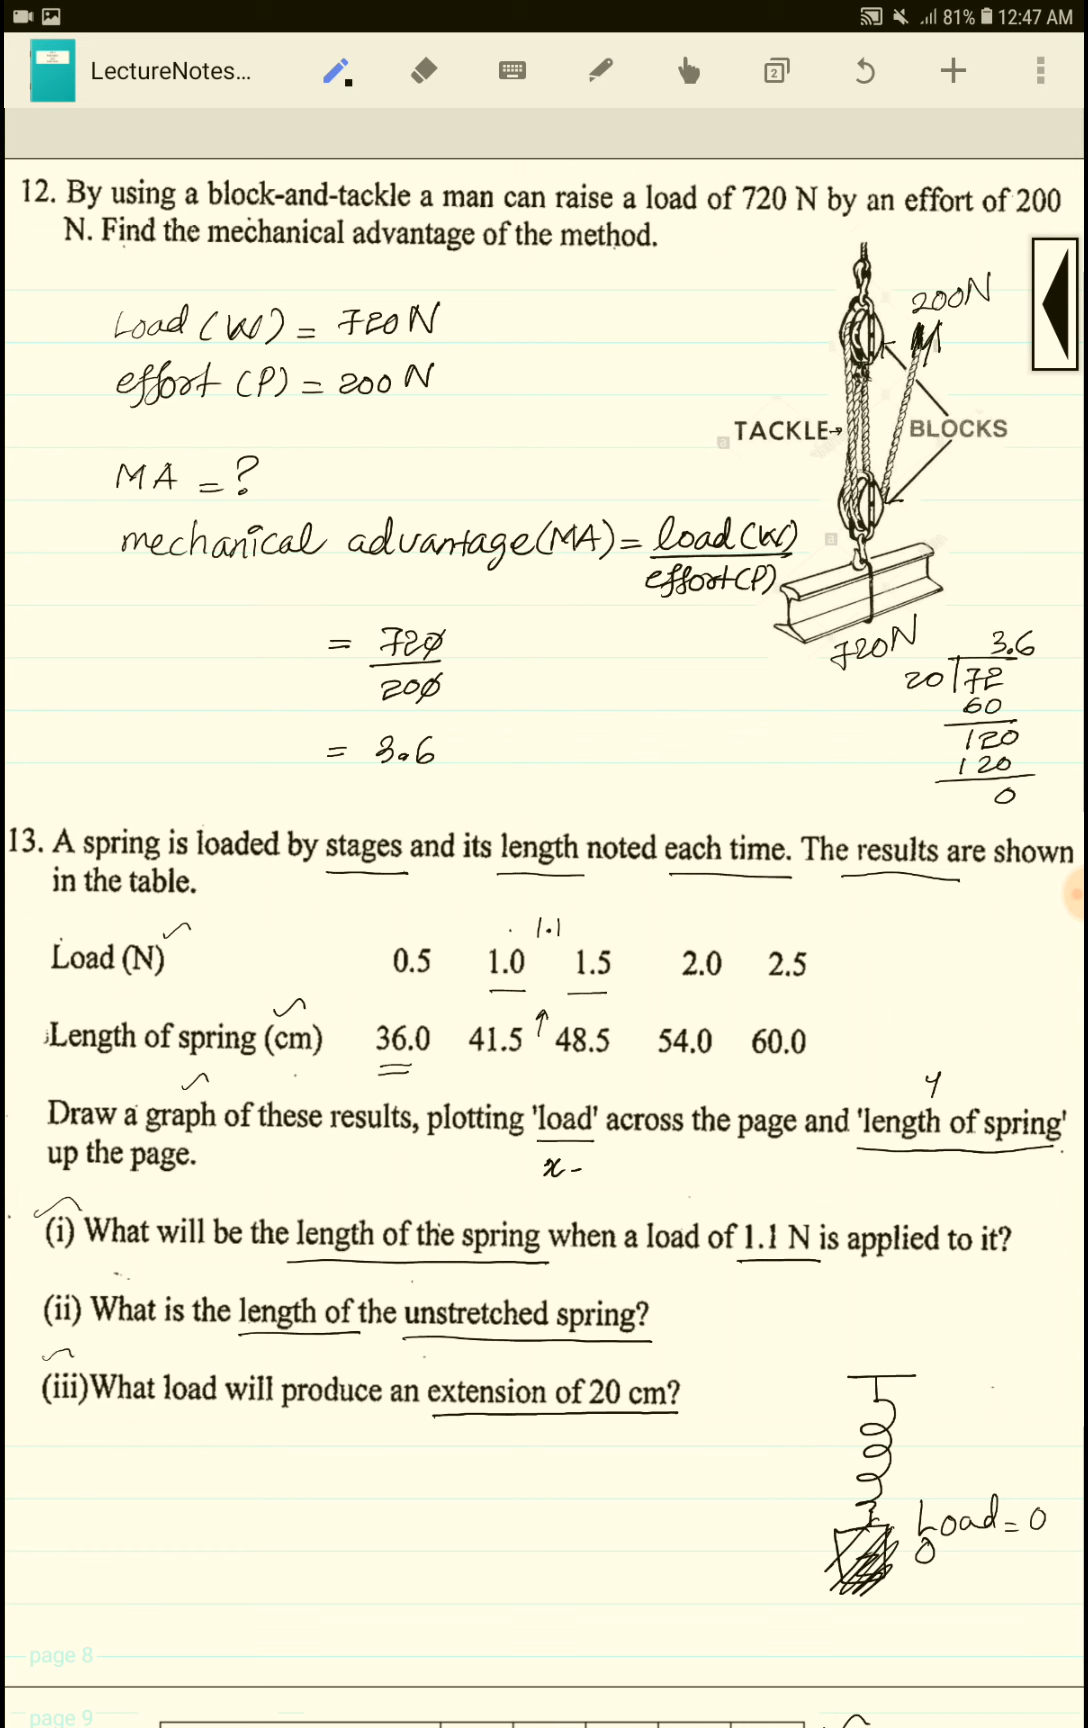 81% 12:47 AM
LectureNotes...
2
12. By using a block-and-tackle a man can raise a load of 720 N by an effort of 200
N. Find the mechanical advantage of the method.
Load (W) = 720N
effort (P) = 200 N
200N
TACKLE
BLOCKS
MA = ?
mechanical advantage(MA) = load(W)
effort(P)
= 720
200
= 3.6
720N
3.6
20 72
60
120
120
0
13. A spring is loaded by stages and its length noted each time. The results are shown
in the table.
1.1
Load (N) 0.5 1.0 1.5 2.0 2.5
Length of spring (cm) 36.0 41.5 48.5 54.0 60.0
y
Draw a graph of these results, plotting 'load' across the page and 'length of spring'
up the page.
x-
(i) What will be the length of the spring when a load of 1.1 N is applied to it?
(ii) What is the length of the unstretched spring?
(iii)What load will produce an extension of 20 cm?
Load = 0
0
page 8
page 9